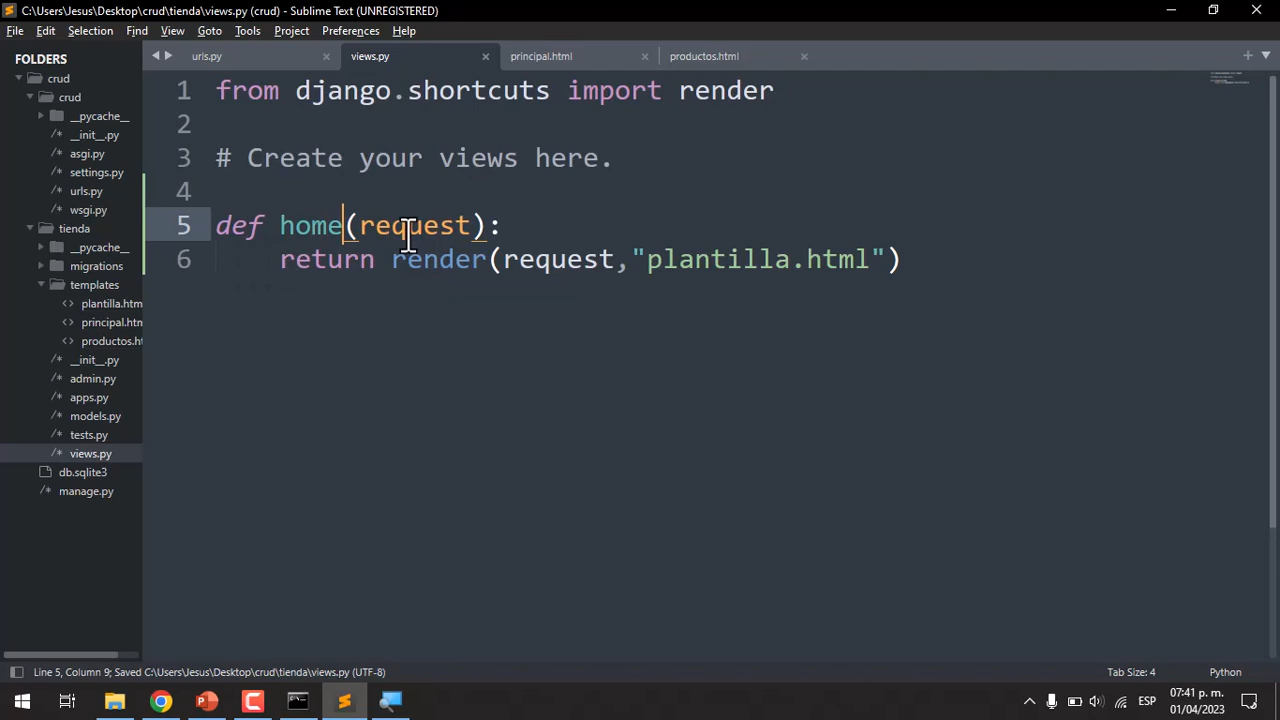 C:\Users\Jesus\Desktop\crud\tienda\views.py (crud) - Sublime Text (UNREGISTERED)
File Edit Selection Find View Goto Tools Project Preferences Help
FOLDERS
crud
crud
__pycache__
__init__.py
asgi.py
settings.py
urls.py
wsgi.py
tienda
__pycache__
migrations
templates
plantilla.htm
principal.htm
productos.ht
__init__.py
admin.py
apps.py
models.py
tests.py
views.py
db.sqlite3
manage.py
urls.py views.py principal.html productos.html
1 from django.shortcuts import render
2
3 # Create your views here.
4
5 def home(request):
6 return render(request,"plantilla.html")
Line 5, Column 9; Saved C:\Users\Jesus\Desktop\crud\tienda\views.py (UTF-8) Tab Size: 4 Python
ESP 07:41 p. m.
01/04/2023